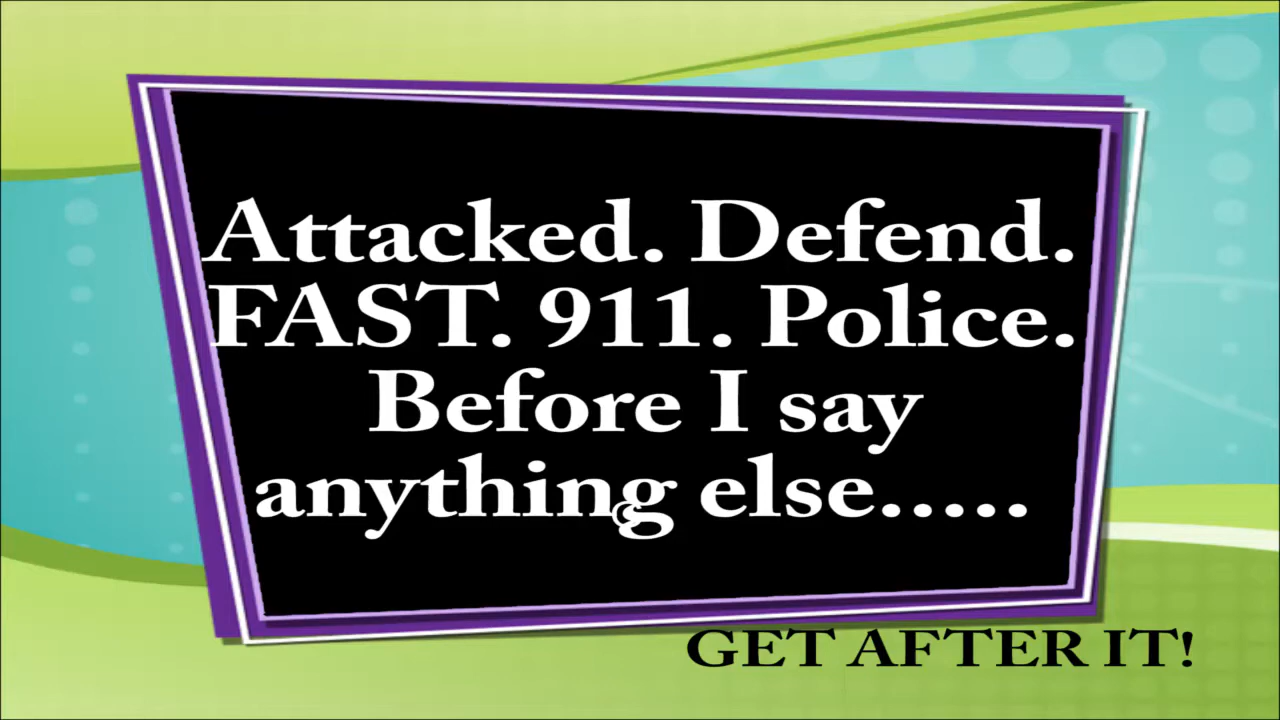 Attacked. Defend.
FAST. 911. Police.
Before I say
anything else.....
GET AFTER IT!